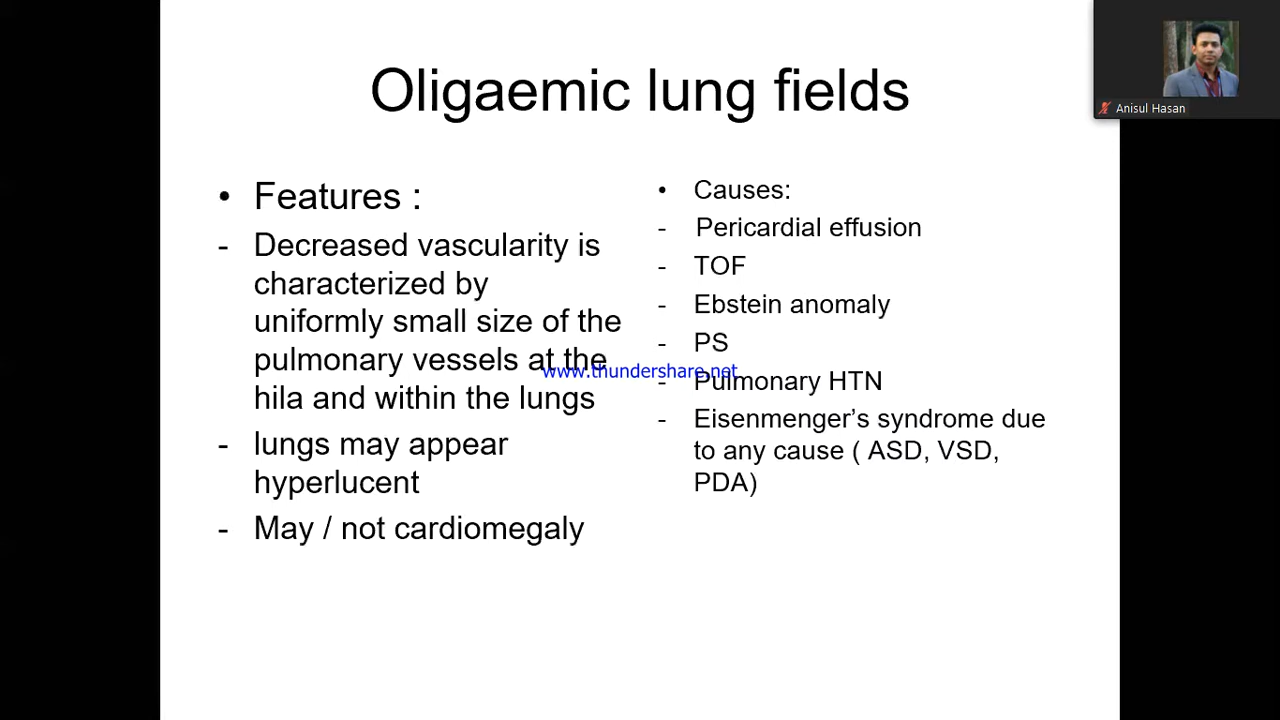 Oligaemic lung fields
Anisul Hasan
• Features :
- Decreased vascularity is
characterized by
uniformly small size of the
pulmonary vessels at the
hila and within the lungs
- lungs may appear
hyperlucent
- May / not cardiomegaly
• Causes:
- Pericardial effusion
- TOF
- Ebstein anomaly
- PS
- Pulmonary HTN
- Eisenmenger’s syndrome due
to any cause ( ASD, VSD,
PDA)
www.thundershare.net